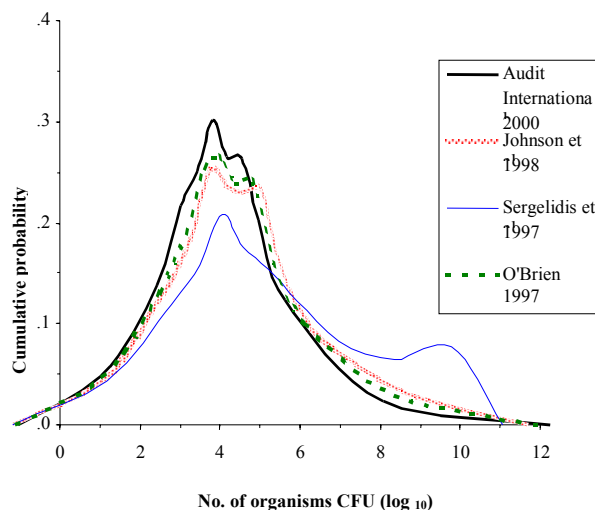 .4
.3
.2
.1
.0
Cumulative probability
0 2 4 6 8 10 12
No. of organisms CFU (log 10)
Audit
Internationa
2000
Johnson et
1998
Sergelidis et
1997
O'Brien
1997